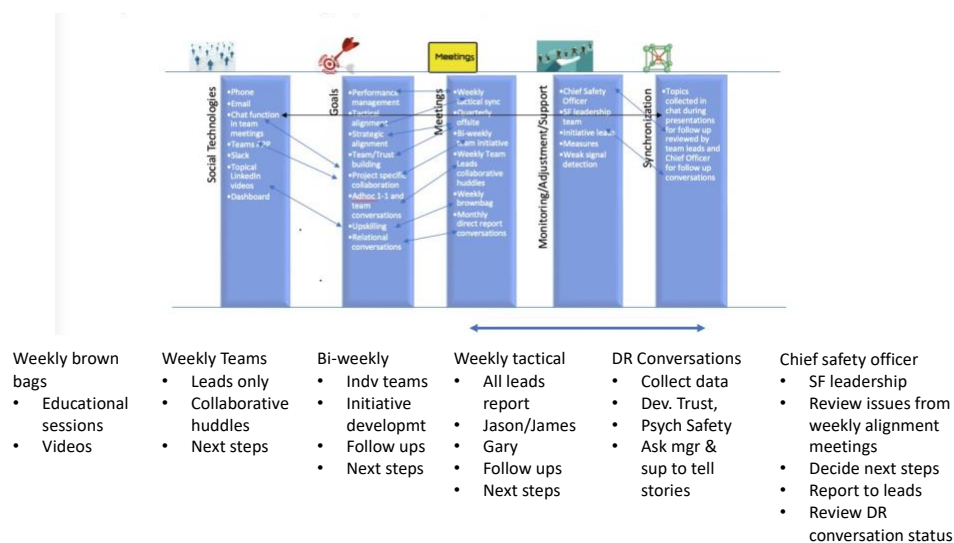 Meetings
Social Technologies
•Phone
•Email
•Chat function
in team
meetings
•Teams APP
•Slack
•Topical
LinkedIn
videos
•Dashboard
Goals
•Performance
management
•Tactical
alignment
•Strategic
alignment
•Team/Trust
building
•Project specific
collaboration
•Adhoc 1-1 and
team
conversations
•Upskilling
•Relational
conversations
Meetings
•Weekly
tactical sync
•Quarterly
offsite
•Bi-weekly
team initiative
•Weekly Team
Leads
collaborative
huddles
•Weekly
brownbag
•Monthly
direct report
conversations
Monitoring/Adjustment/Support
•Chief Safety
Officer
•SF leadership
team
•Initiative leads
•Measures
•Weak signal
detection
Synchronization
•Topics
collected in
chat during
presentations
for follow up
reviewed by
team leads and
Chief Officer for
follow up
conversations
Weekly brown
bags
• Educational
sessions
• Videos
Weekly Teams
• Leads only
• Collaborative
huddles
• Next steps
Bi-weekly
• Indv teams
• Initiative
developmt
• Follow ups
• Next steps
Weekly tactical
• All leads
report
• Jason/James
• Gary
• Follow ups
• Next steps
DR Conversations
• Collect data
• Dev. Trust,
• Psych Safety
• Ask mgr &
sup to tell
stories
Chief safety officer
• SF leadership
• Review issues from
weekly alignment
meetings
• Decide next steps
• Report to leads
• Review DR
conversation status